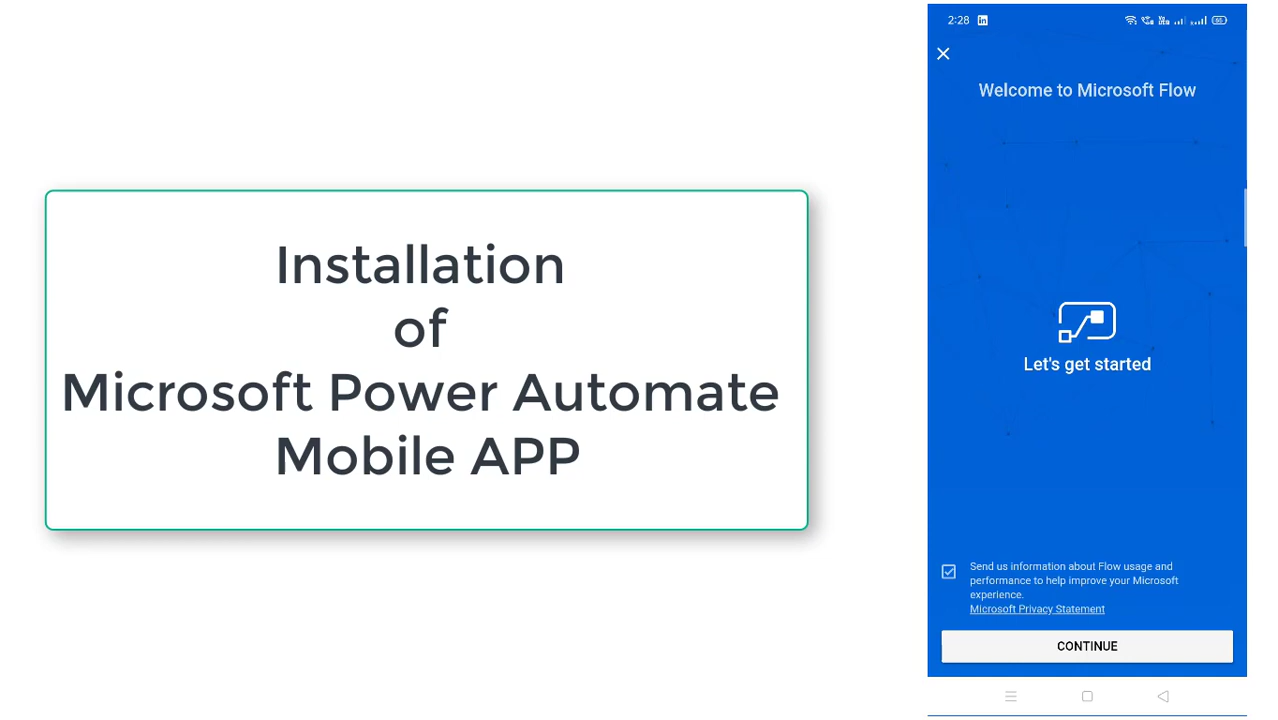 Installation
of
Microsoft Power Automate
Mobile APP
2:28
Welcome to Microsoft Flow
Let's get started
Send us information about Flow usage and
performance to help improve your Microsoft
experience.
Microsoft Privacy Statement
CONTINUE